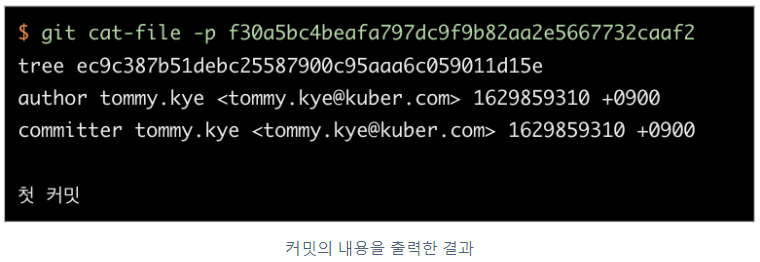 $ git cat-file -p f30a5bc4beafa797dc9f9b82aa2e5667732caaf2
tree ec9c387b51debc25587900c95aaa6c059011d15e
author tommy.kye <tommy.kye@kuber.com> 1629859310 +0900
committer tommy.kye <tommy.kye@kuber.com> 1629859310 +0900
첫 커밋
커밋의 내용을 출력한 결과